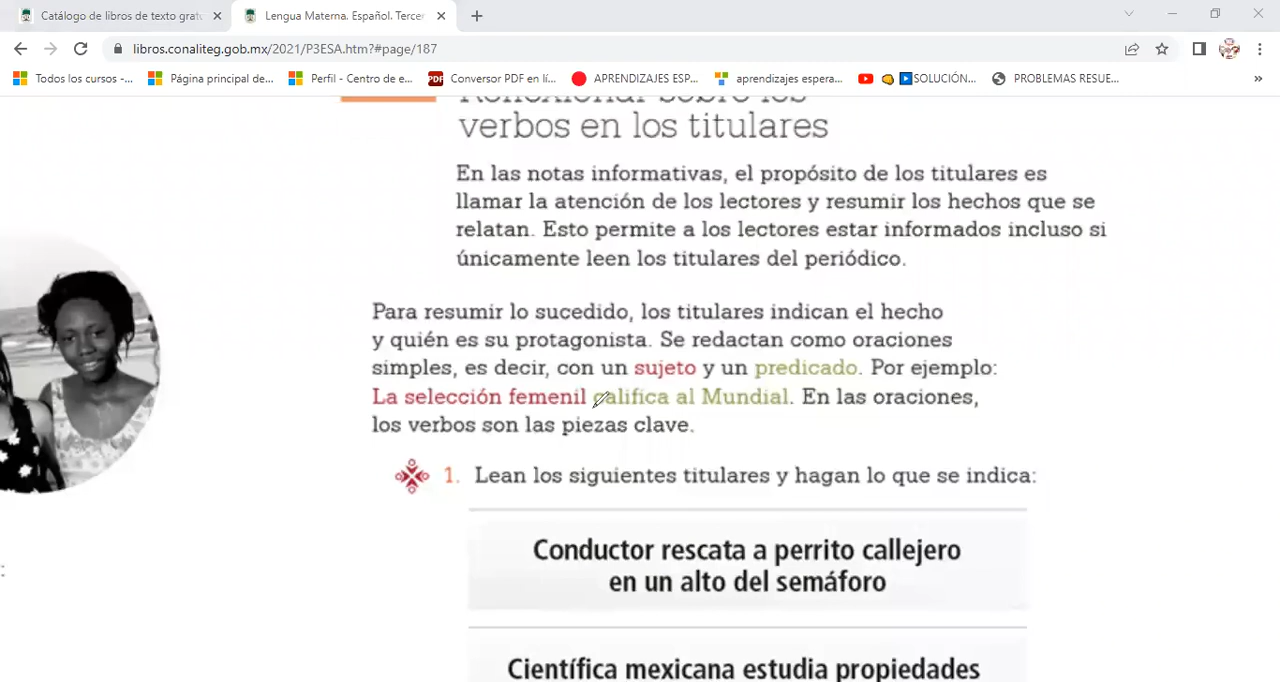 Catálogo de libros de texto grat
Lengua Materna. Español. Tercer
libros.conaliteg.gob.mx/2021/P3ESA.htm?#page/187
Todos los cursos -...
Página principal de...
Perfil - Centro de e...
PDF
Conversor PDF en lí...
APRENDIZAJES ESP...
aprendizajes espera...
SOLUCIÓN...
PROBLEMAS RESUE...
»
Reflexionar sobre los
verbos en los titulares
En las notas informativas, el propósito de los titulares es
llamar la atención de los lectores y resumir los hechos que se
relatan. Esto permite a los lectores estar informados incluso si
únicamente leen los titulares del periódico.
Para resumir lo sucedido, los titulares indican el hecho
y quién es su protagonista. Se redactan como oraciones
simples, es decir, con un sujeto y un predicado. Por ejemplo:
La selección femenil califica al Mundial. En las oraciones,
los verbos son las piezas clave.
1. Lean los siguientes titulares y hagan lo que se indica:
Conductor rescata a perrito callejero
en un alto del semáforo
Científica mexicana estudia propiedades
: